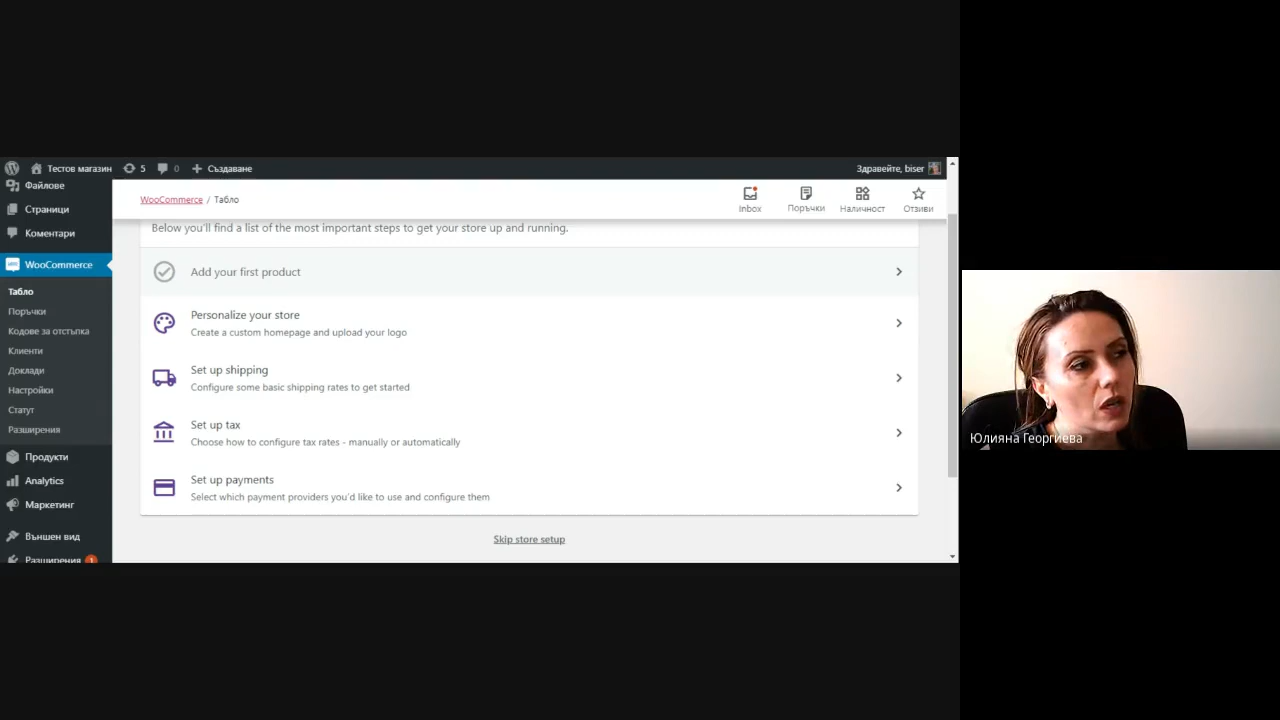 Тестов магазин
5
0
Създаване
Здравейте, biser
Файлове
Страници
Коментари
WooCommerce
Табло
Поръчки
Кодове за отстъпка
Клиенти
Доклади
Настройки
Статут
Разширения
Продукти
Analytics
Маркетинг
Външен вид
Разширения 1
WooCommerce / Табло
Inbox
Поръчки
Наличност
Отзиви
Below you'll find a list of the most important steps to get your store up and running.
Add your first product
Personalize your store
Create a custom homepage and upload your logo
Set up shipping
Configure some basic shipping rates to get started
Set up tax
Choose how to configure tax rates - manually or automatically
Set up payments
Select which payment providers you'd like to use and configure them
Skip store setup
Юлияна Георгиева